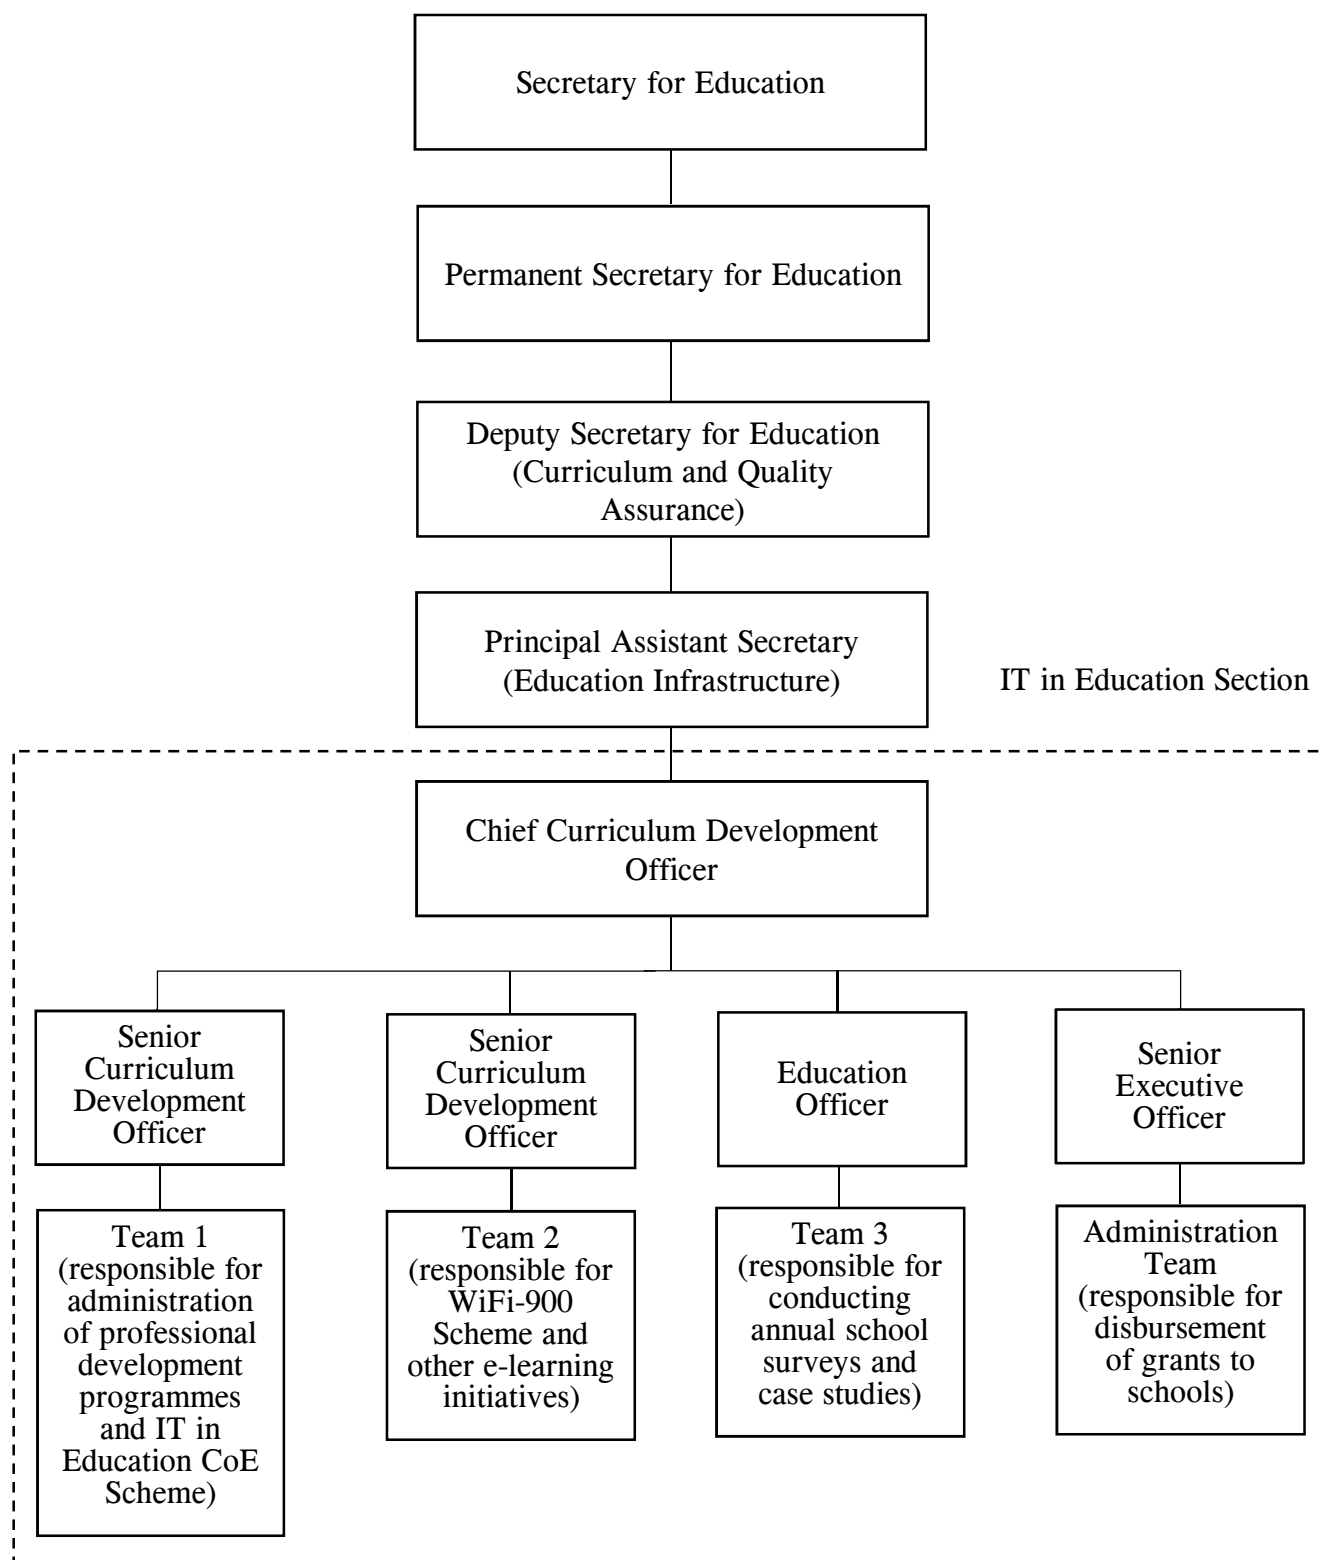 Secretary for Education
Permanent Secretary for Education
Deputy Secretary for Education
(Curriculum and Quality
Assurance)
Principal Assistant Secretary
(Education Infrastructure)
IT in Education Section
Chief Curriculum Development
Officer
Senior
Curriculum
Development
Officer
Senior
Curriculum
Development
Officer
Education
Officer
Senior
Executive
Officer
Team 1
(responsible for
administration
of professional
development
programmes
and IT in
Education CoE
Scheme)
Team 2
(responsible for
WiFi-900
Scheme and
other e-learning
initiatives)
Team 3
(responsible for
conducting
annual school
surveys and
case studies)
Administration
Team
(responsible for
disbursement
of grants to
schools)